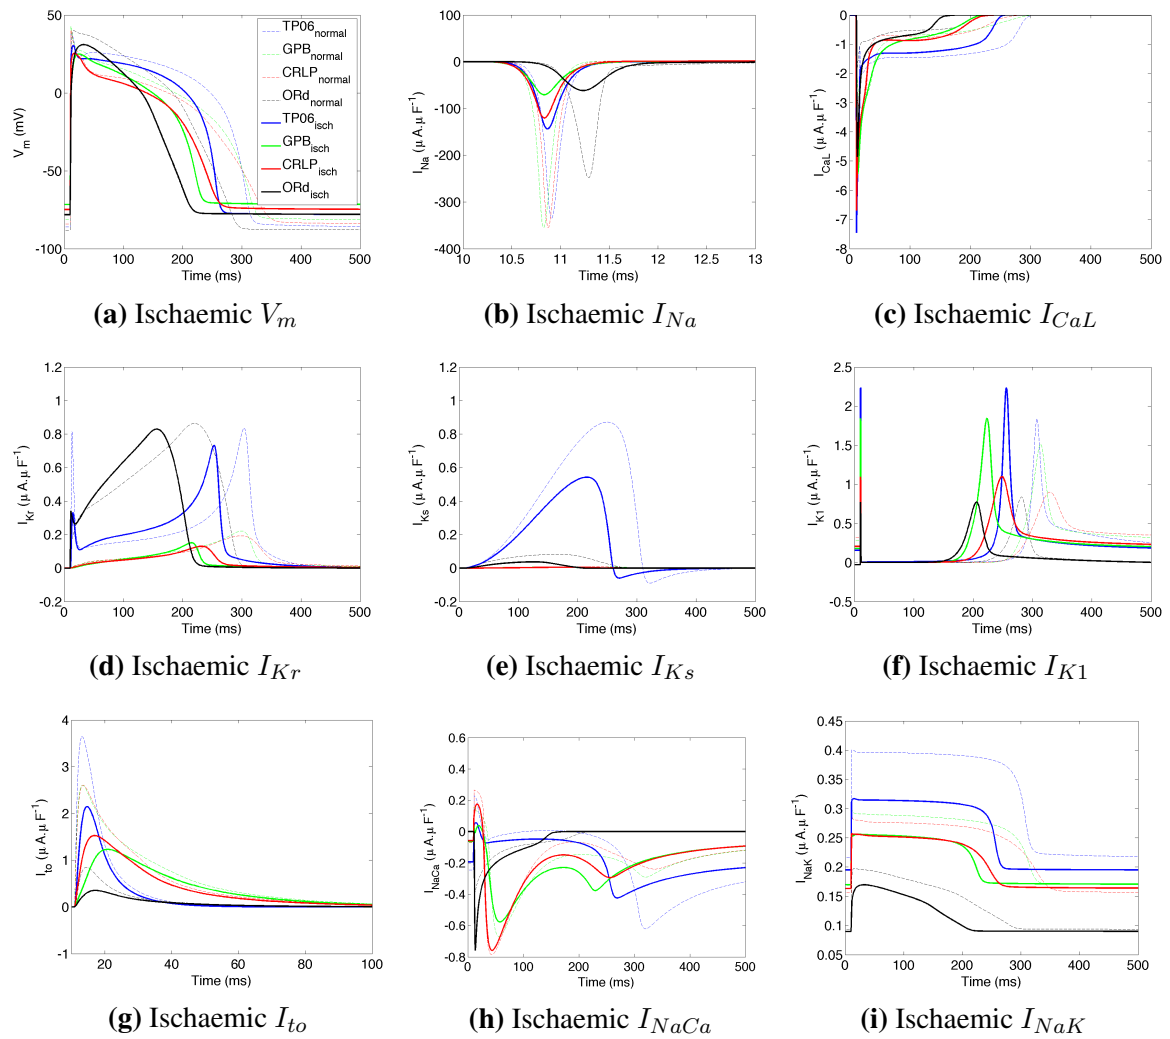 50
0
-50
-100
V_m (mV)
0 100 200 300 400 500
Time (ms)
TP06_normal
GPB_normal
CRLP_normal
ORd_normal
TP06_isch
GPB_isch
CRLP_isch
ORd_isch
(a) Ischaemic V_m
100
0
-100
-200
-300
-400
I_Na (μ A.μ F^-1)
10 10.5 11 11.5 12 12.5 13
Time (ms)
(b) Ischaemic I_Na
0
-1
-2
-3
-4
-5
-6
-7
-8
I_CaL (μ A.μ F^-1)
0 100 200 300 400 500
Time (ms)
(c) Ischaemic I_CaL
1.2
1
0.8
0.6
0.4
0.2
0
-0.2
I_Kr (μ A.μ F^-1)
0 100 200 300 400 500
Time (ms)
(d) Ischaemic I_Kr
1.2
1
0.8
0.6
0.4
0.2
0
-0.2
I_Ks (μ A.μ F^-1)
0 100 200 300 400 500
Time (ms)
(e) Ischaemic I_Ks
2.5
2
1.5
1
0.5
0
-0.5
I_K1 (μ A.μ F^-1)
0 100 200 300 400 500
Time (ms)
(f) Ischaemic I_K1
4
3
2
1
0
-1
I_to (μ A.μ F^-1)
20 40 60 80 100
Time (ms)
(g) Ischaemic I_to
0.6
0.4
0.2
0
-0.2
-0.4
-0.6
-0.8
I_NaCa (μ A.μ F^-1)
0 100 200 300 400 500
Time (ms)
(h) Ischaemic I_NaCa
0.45
0.4
0.35
0.3
0.25
0.2
0.15
0.1
0.05
I_NaK (μ A.μ F^-1)
0 100 200 300 400 500
Time (ms)
(i) Ischaemic I_NaK